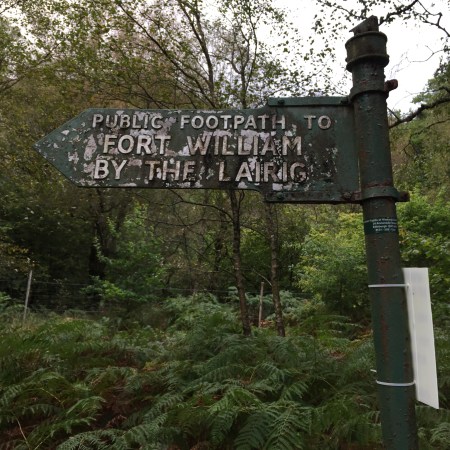 PUBLIC FOOTPATH TO
FORT WILLIAM
BY THE LAIRIG